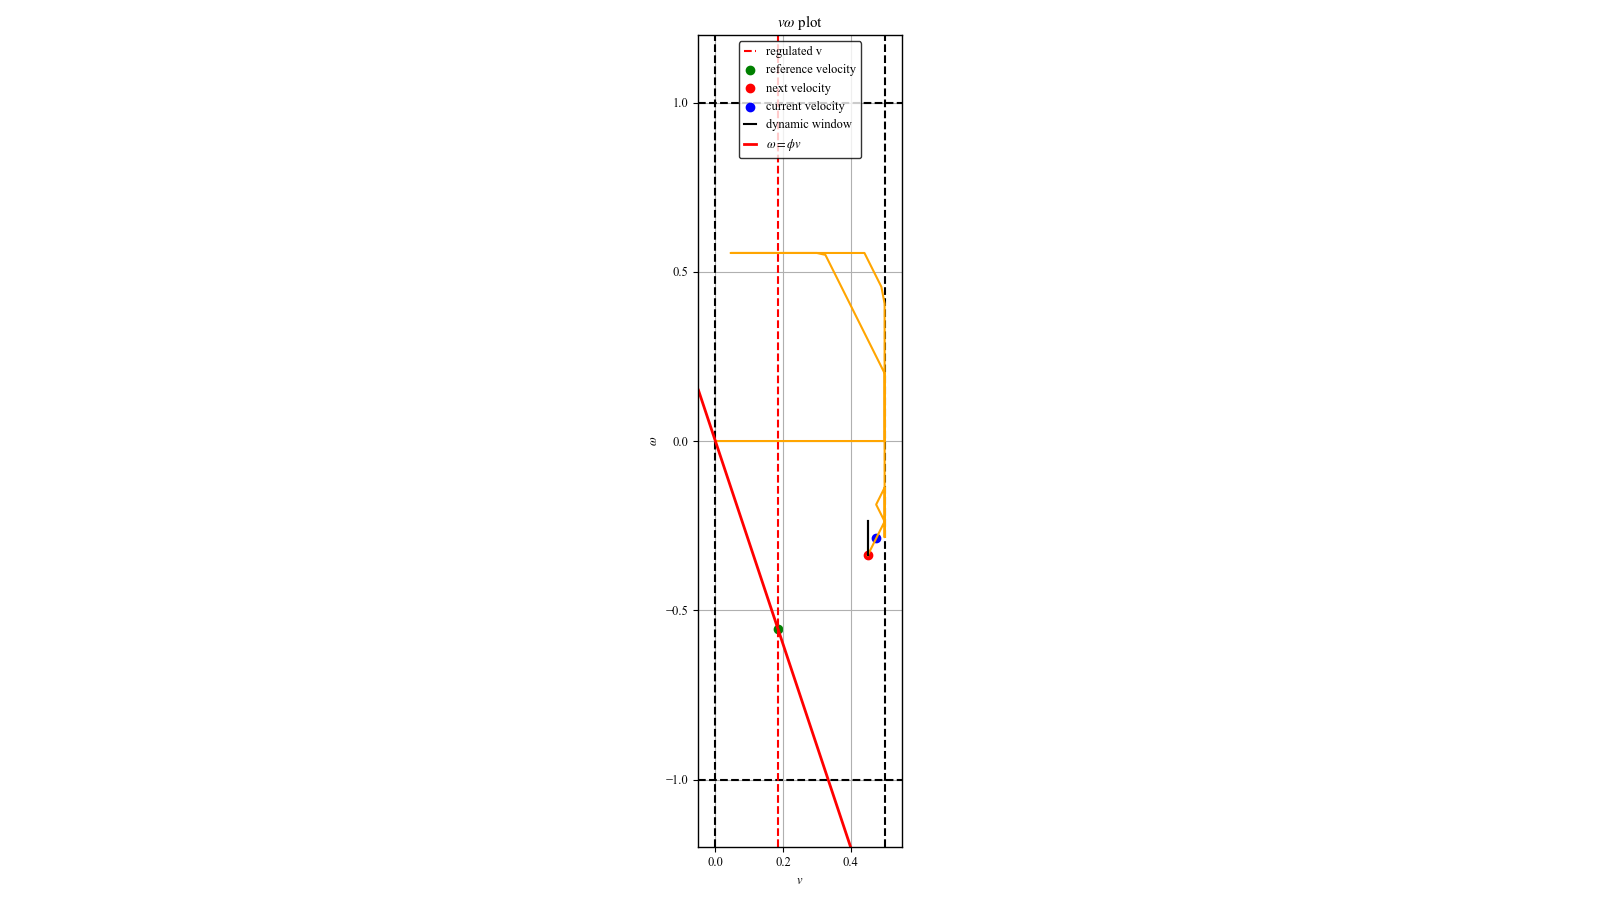 vω plot
regulated v
reference velocity
next velocity
current velocity
dynamic window
ω = ϕv
1.0
0.5
0.0
−0.5
−1.0
ω
0.0 0.2 0.4
v